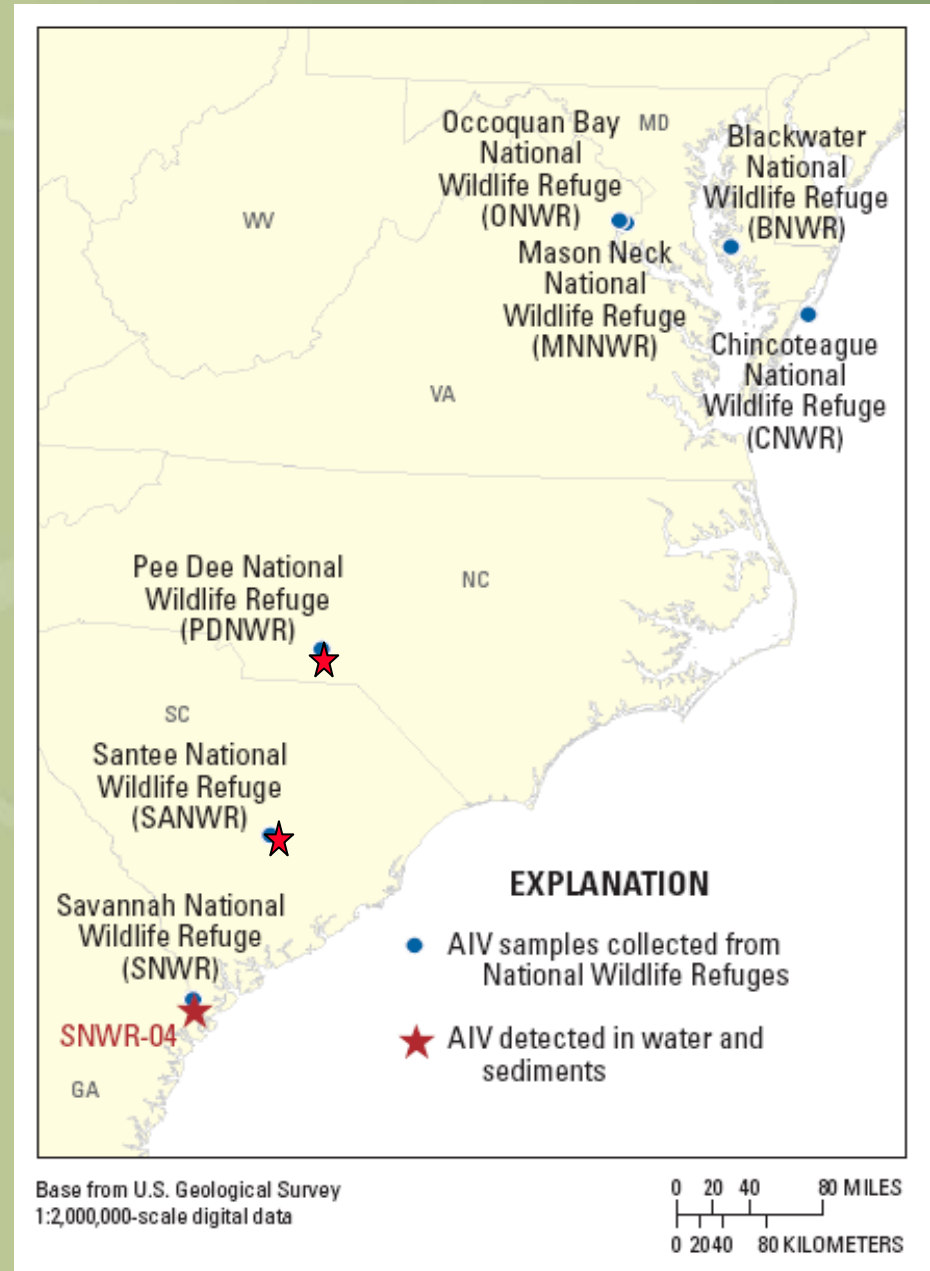 Occoquan Bay
National
Wildlife Refuge
(ONWR)
MD
Blackwater
National
Wildlife Refuge
(BNWR)
WV
Mason Neck
National
Wildlife Refuge
(MNNWR)
Chincoteague
National
Wildlife Refuge
(CNWR)
VA
Pee Dee National
Wildlife Refuge
(PDNWR)
NC
SC
Santee National
Wildlife Refuge
(SANWR)
Savannah National
Wildlife Refuge
(SNWR)
SNWR-04
GA
EXPLANATION
AIV samples collected from
National Wildlife Refuges
AIV detected in water and
sediments
Base from U.S. Geological Survey
1:2,000,000-scale digital data
0 20 40 80 MILES
0 20 40 80 KILOMETERS